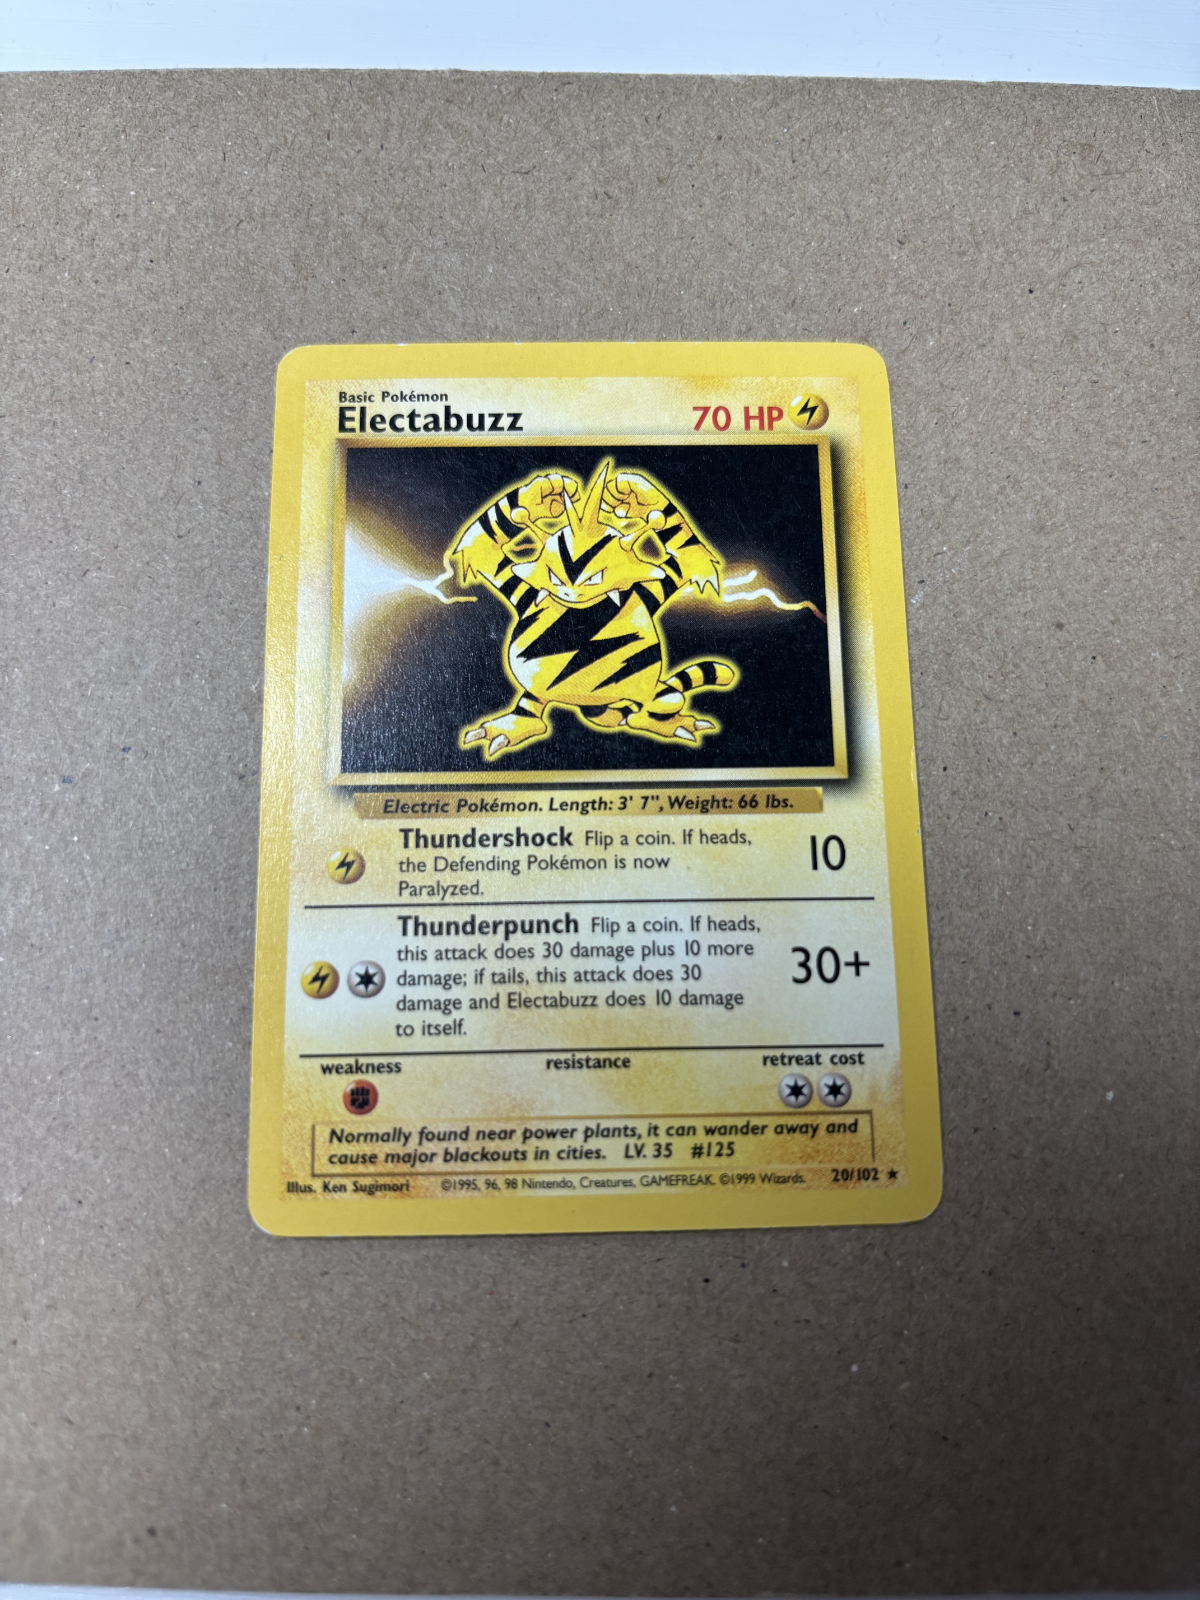 Basic Pokémon
Electabuzz 70 HP
Electric Pokémon. Length: 3' 7", Weight: 66 lbs.
Thundershock Flip a coin. If heads,
the Defending Pokémon is now
Paralyzed.
10
Thunderpunch Flip a coin. If heads,
this attack does 30 damage plus 10 more
damage; if tails, this attack does 30
damage and Electabuzz does 10 damage
to itself.
30+
weakness resistance retreat cost
Normally found near power plants, it can wander away and
cause major blackouts in cities. LV. 35 #125
Illus. Ken Sugimori ©1995, 96, 98 Nintendo, Creatures, GAMEFREAK. ©1999 Wizards. 20/102 ★